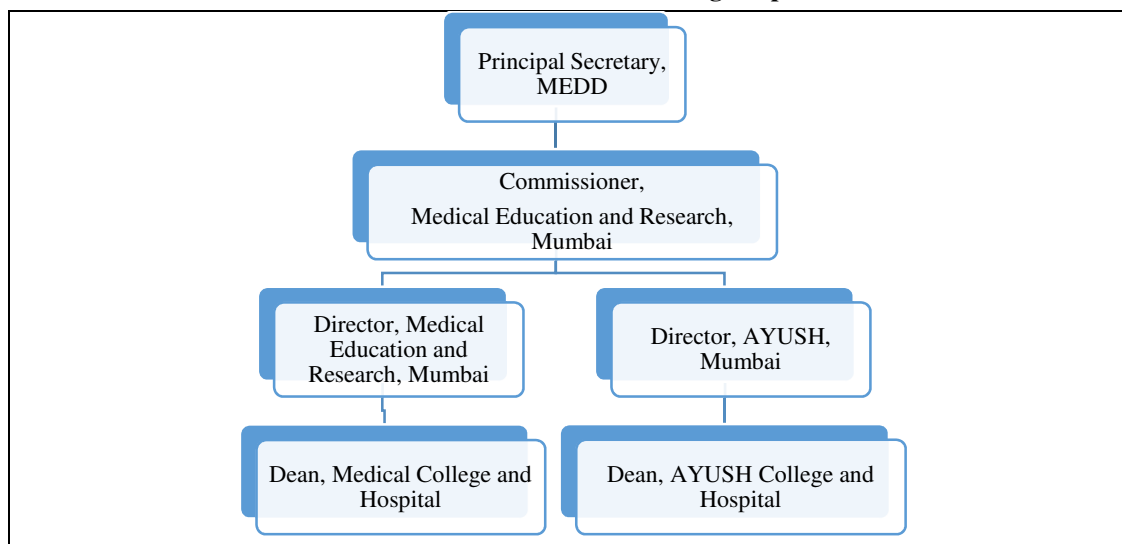 Principal Secretary,
MEDD
Commissioner,
Medical Education and Research,
Mumbai
Director, Medical
Education and
Research, Mumbai
Director, AYUSH,
Mumbai
Dean, Medical College and
Hospital
Dean, AYUSH College and
Hospital